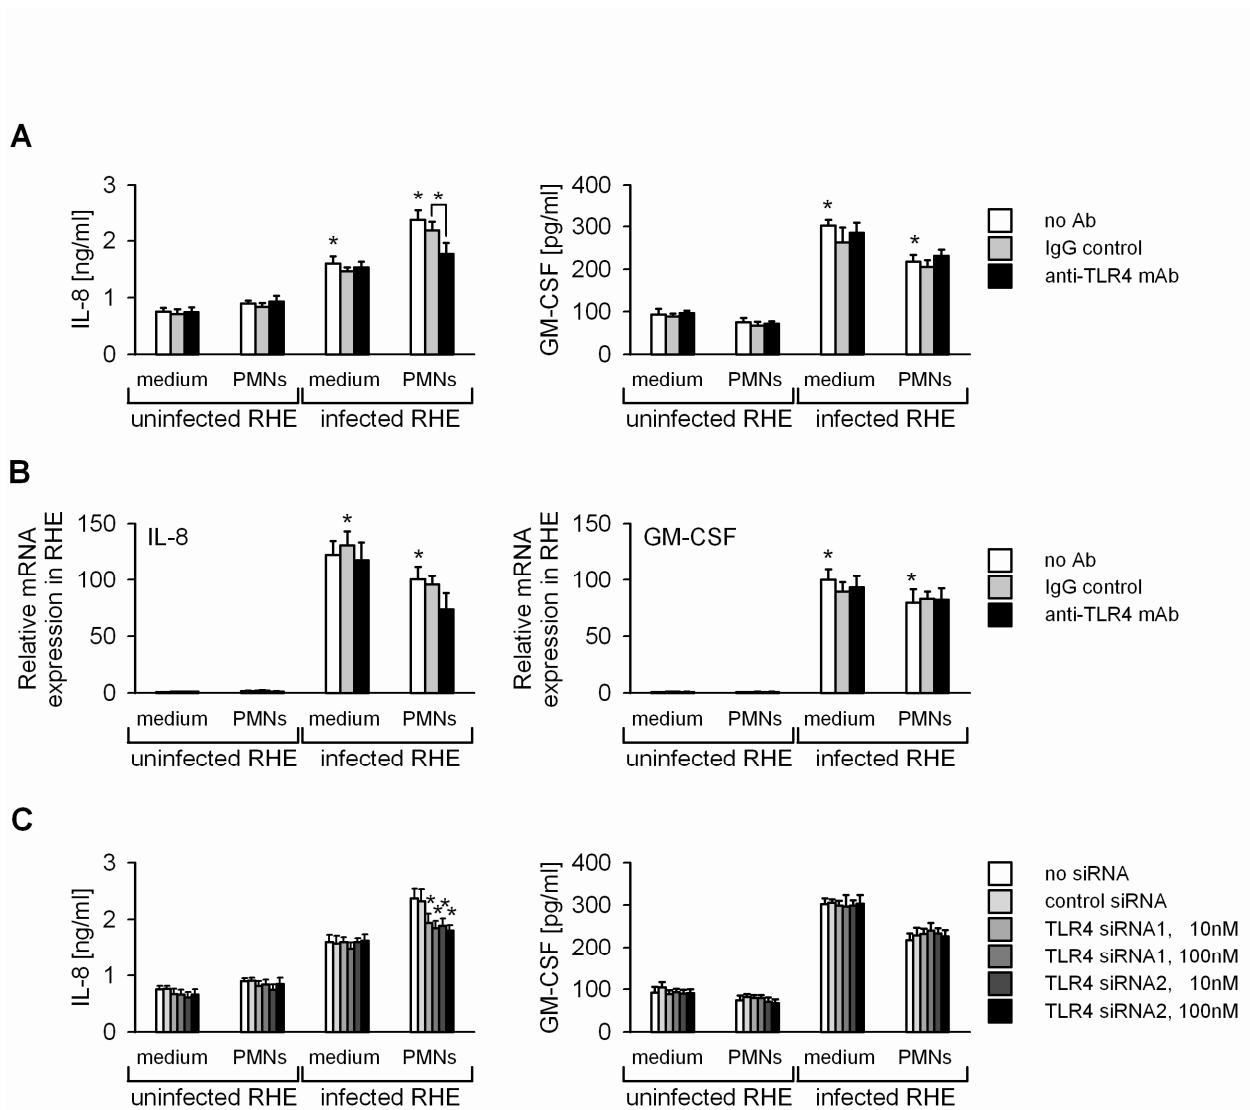 A
IL-8 [ng/ml]
3
2
1
0
* * *
medium PMNs medium PMNs
uninfected RHE infected RHE
GM-CSF [pg/ml]
400
300
200
100
0
* *
medium PMNs medium PMNs
uninfected RHE infected RHE
no Ab
IgG control
anti-TLR4 mAb
B
Relative mRNA
expression in RHE
150
100
50
0
IL-8
* *
medium PMNs medium PMNs
uninfected RHE infected RHE
Relative mRNA
expression in RHE
150
100
50
0
GM-CSF
* *
medium PMNs medium PMNs
uninfected RHE infected RHE
no Ab
IgG control
anti-TLR4 mAb
C
IL-8 [ng/ml]
3
2
1
0
* * * *
medium PMNs medium PMNs
uninfected RHE infected RHE
GM-CSF [pg/ml]
400
300
200
100
0
medium PMNs medium PMNs
uninfected RHE infected RHE
no siRNA
control siRNA
TLR4 siRNA1, 10nM
TLR4 siRNA1, 100nM
TLR4 siRNA2, 10nM
TLR4 siRNA2, 100nM